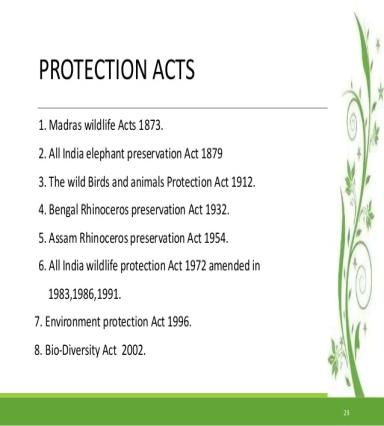 PROTECTION ACTS
1. Madras wildlife Acts 1873.
2. All India elephant preservation Act 1879
3. The wild Birds and animals Protection Act 1912.
4. Bengal Rhinoceros preservation Act 1932.
5. Assam Rhinoceros preservation Act 1954.
6. All India wildlife protection Act 1972 amended in
1983,1986,1991.
7. Environment protection Act 1996.
8. Bio-Diversity Act 2002.
29